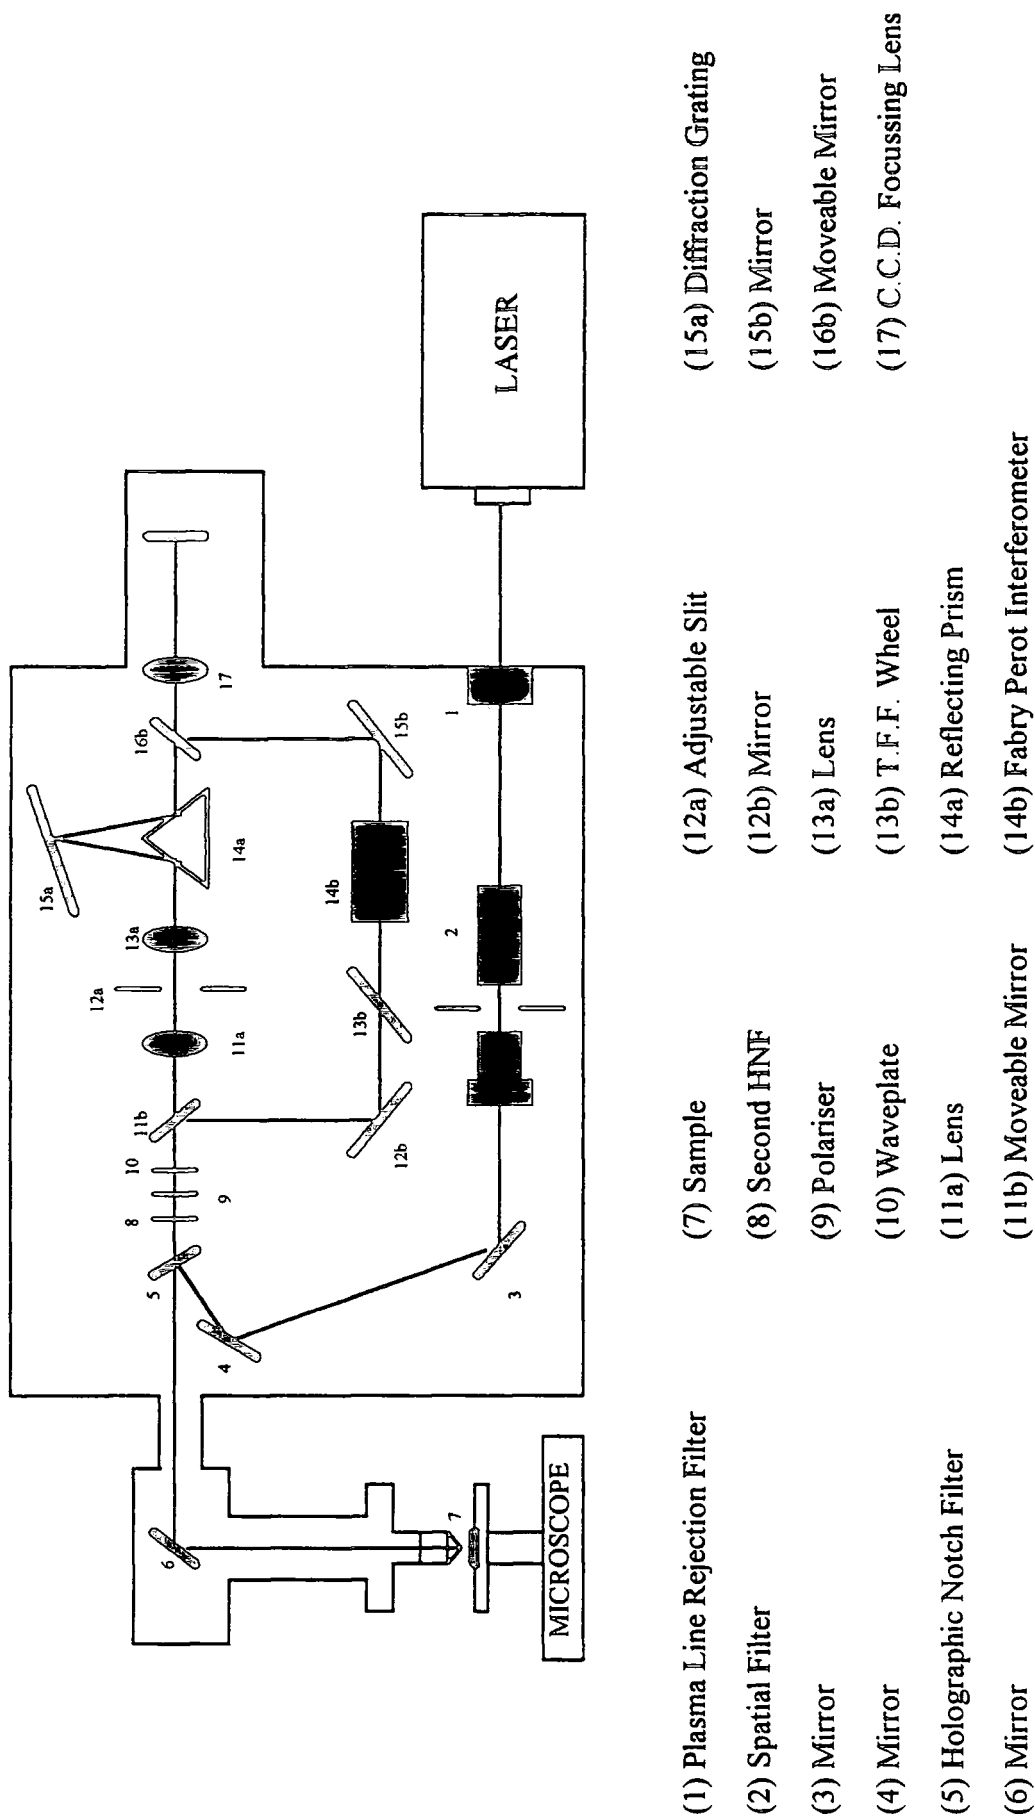 15a
16b
17
14a
13a
12a
11a
11b
10
9
8
5
4
3
6
7
12b
13b
14b
15b
2
1
LASER
MICROSCOPE
(1) Plasma Line Rejection Filter
(2) Spatial Filter
(3) Mirror
(4) Mirror
(5) Holographic Notch Filter
(6) Mirror
(7) Sample
(8) Second HNF
(9) Polariser
(10) Waveplate
(11a) Lens
(11b) Moveable Mirror
(12a) Adjustable Slit
(12b) Mirror
(13a) Lens
(13b) T.F.F. Wheel
(14a) Reflecting Prism
(14b) Fabry Perot Interferometer
(15a) Diffraction Grating
(15b) Mirror
(16b) Moveable Mirror
(17) C.C.D. Focussing Lens